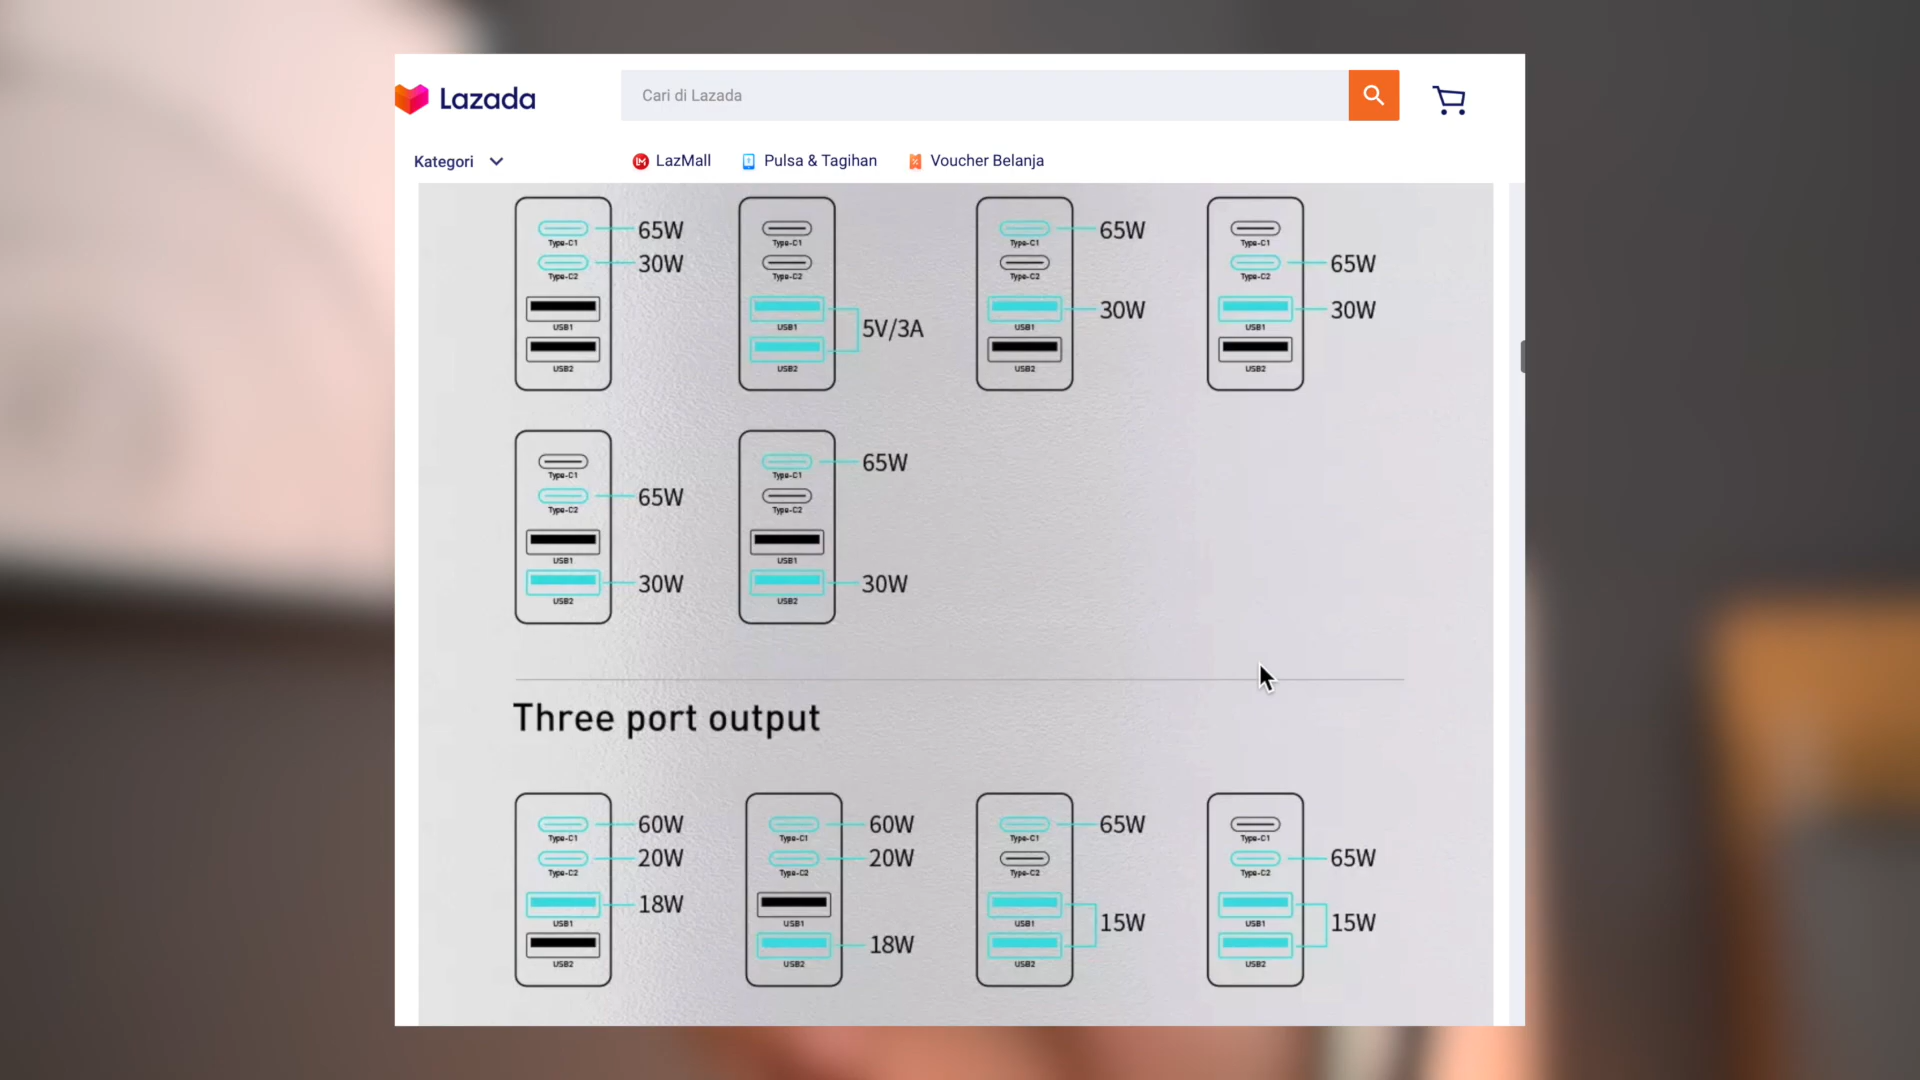 Lazada
Cari di Lazada
Kategori
LazMall
Pulsa & Tagihan
Voucher Belanja
Type-C1 65W
Type-C2 30W
USB1
USB2
Type-C1
Type-C2
USB1
5V/3A
USB2
Type-C1 65W
Type-C2
USB1 30W
USB2
Type-C1
Type-C2 65W
USB1 30W
USB2
Type-C1
Type-C2 65W
USB1
USB2 30W
Type-C1 65W
Type-C2
USB1
USB2 30W
Three port output
Type-C1 60W
Type-C2 20W
USB1 18W
USB2
Type-C1 60W
Type-C2 20W
USB1
USB2 18W
Type-C1 65W
Type-C2
USB1
15W
USB2
Type-C1
Type-C2 65W
USB1
15W
USB2